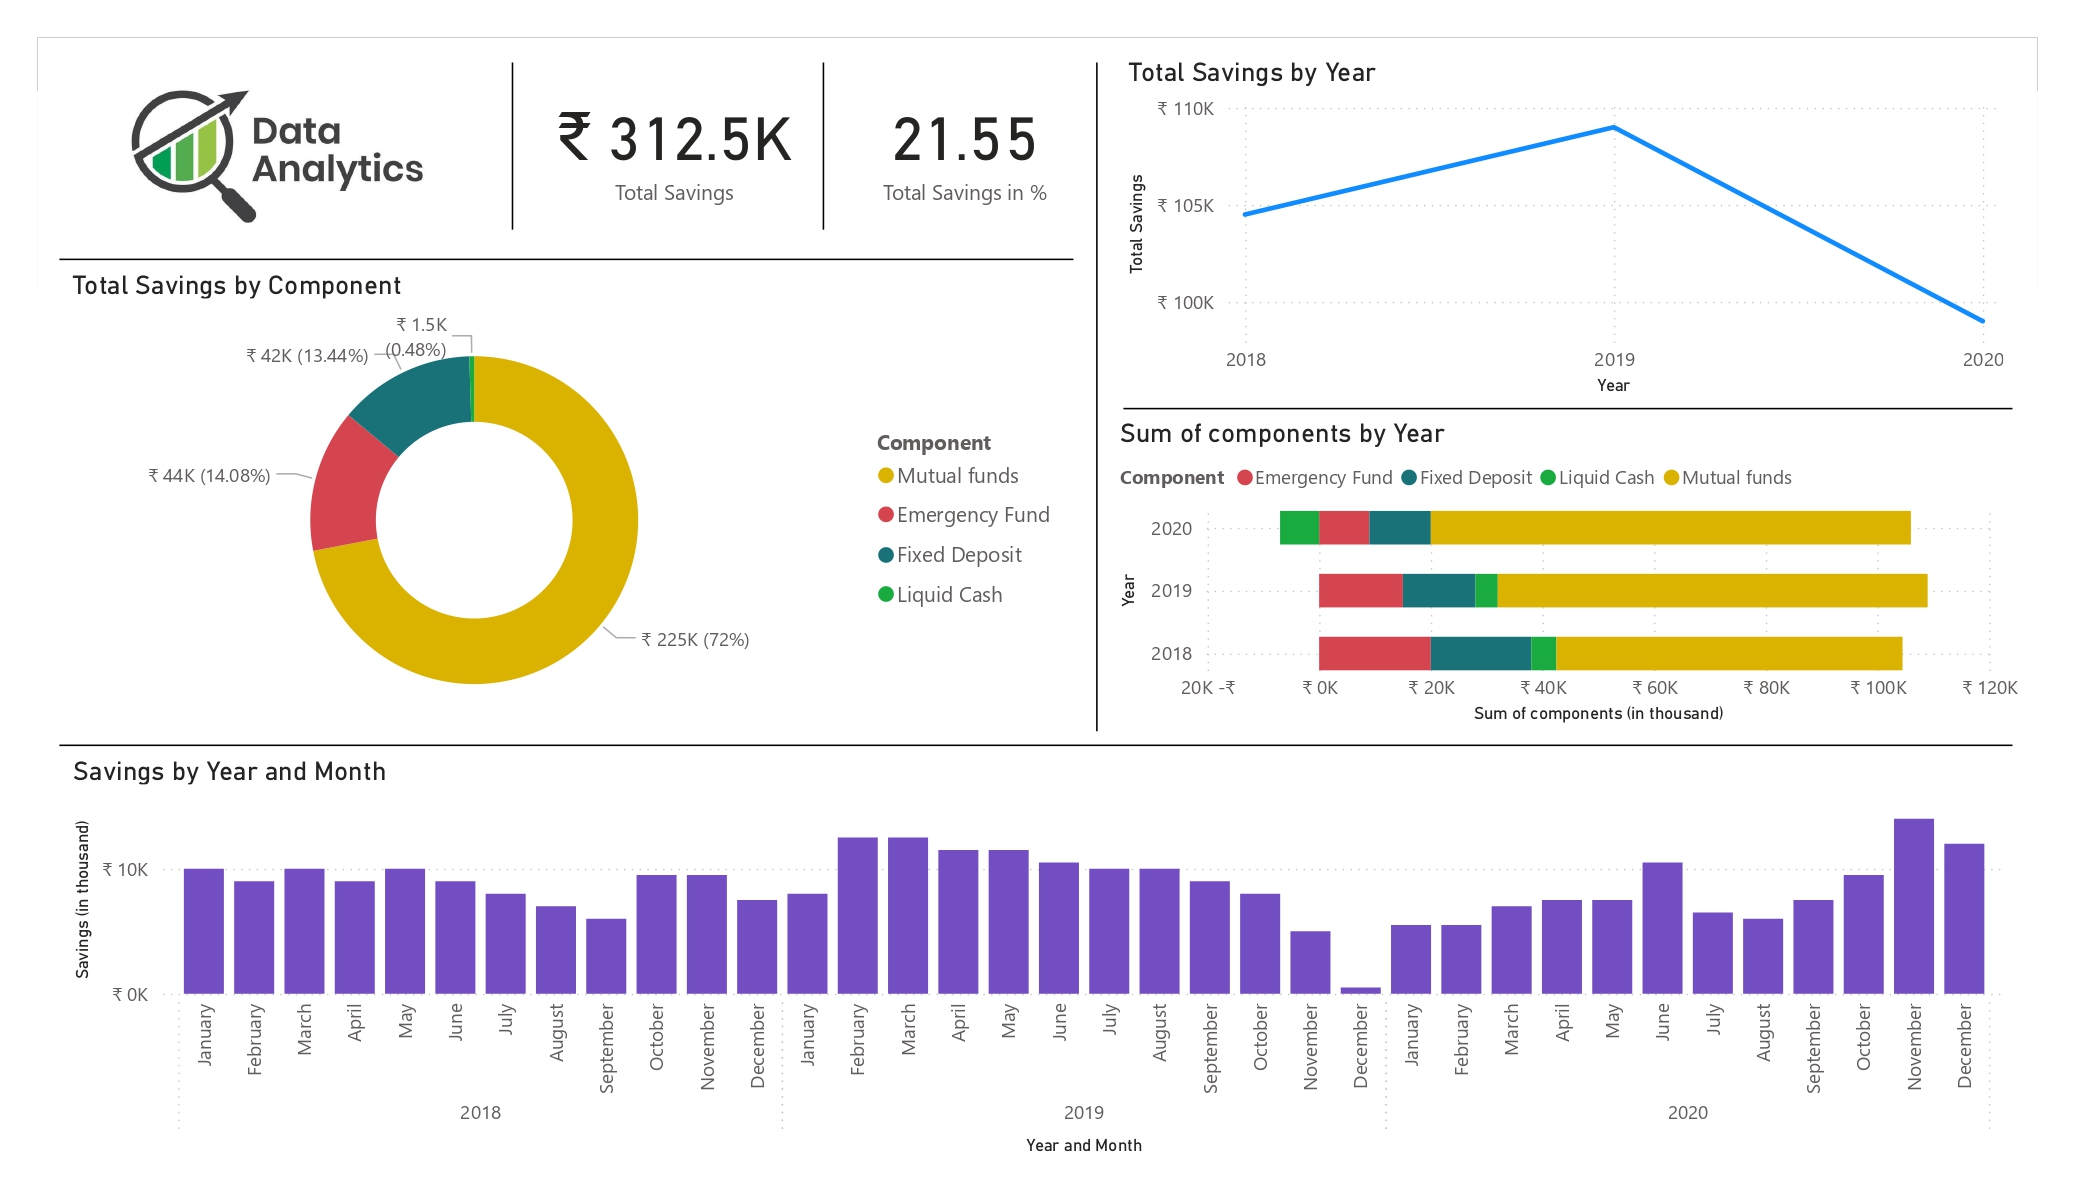 Data
Analytics
₹ 312.5K
Total Savings
21.55
Total Savings in %
Total Savings by Year
₹ 110K
₹ 105K
₹ 100K
Total Savings
2018 2019 2020
Year
Total Savings by Component
₹ 1.5K
(0.48%)
₹ 42K (13.44%)
₹ 44K (14.08%)
₹ 225K (72%)
Component
Mutual funds
Emergency Fund
Fixed Deposit
Liquid Cash
Sum of components by Year
Component Emergency Fund Fixed Deposit Liquid Cash Mutual funds
2020
2019
2018
Year
20K -₹ ₹ 0K ₹ 20K ₹ 40K ₹ 60K ₹ 80K ₹ 100K ₹ 120K
Sum of components (in thousand)
Savings by Year and Month
Savings (in thousand)
₹ 10K
₹ 0K
January February March April May June July August September October November December January February March April May June July August September October November December January February March April May June July August September October November December
2018 2019 2020
Year and Month